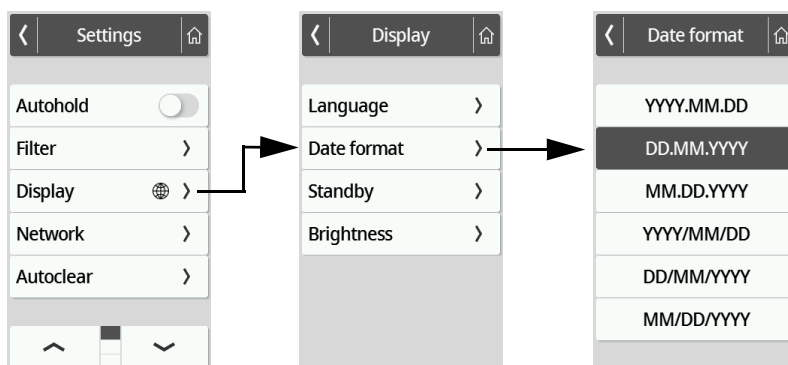 Settings
Autohold
Filter
Display
Network
Autoclear
Display
Language
Date format
Standby
Brightness
Date format
YYYY.MM.DD
DD.MM.YYYY
MM.DD.YYYY
YYYY/MM/DD
DD/MM/YYYY
MM/DD/YYYY